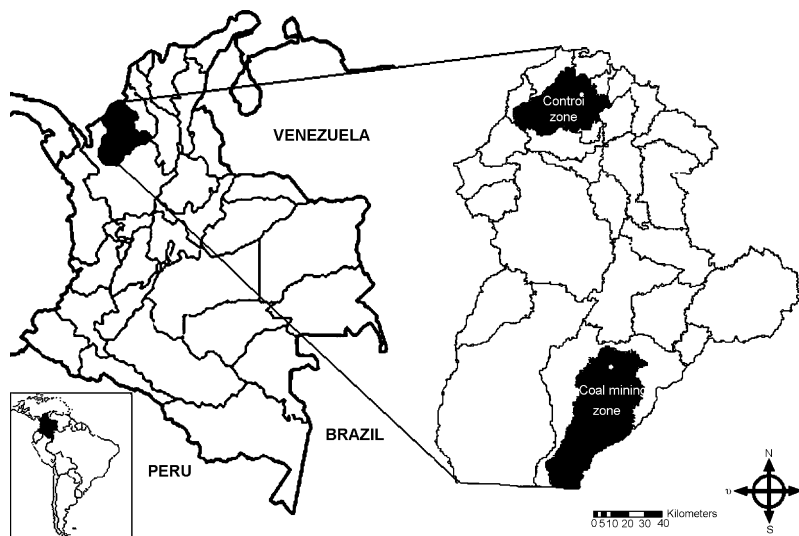 VENEZUELA
BRAZIL
PERU
Control
zone
Coal mining
zone
N
S
Kilometers
0 5 10 20 30 40